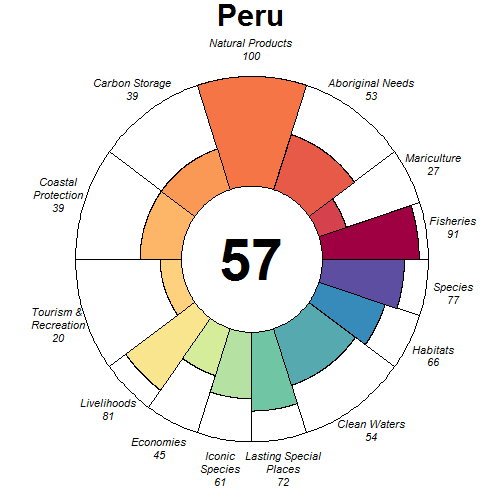 Peru
Natural Products
100
Carbon Storage
39
Aboriginal Needs
53
Mariculture
27
Coastal
Protection
39
Fisheries
91
57
Species
77
Tourism &
Recreation
20
Habitats
66
Livelihoods
81
Clean Waters
54
Economies
45
Iconic
Species
61
Lasting Special
Places
72